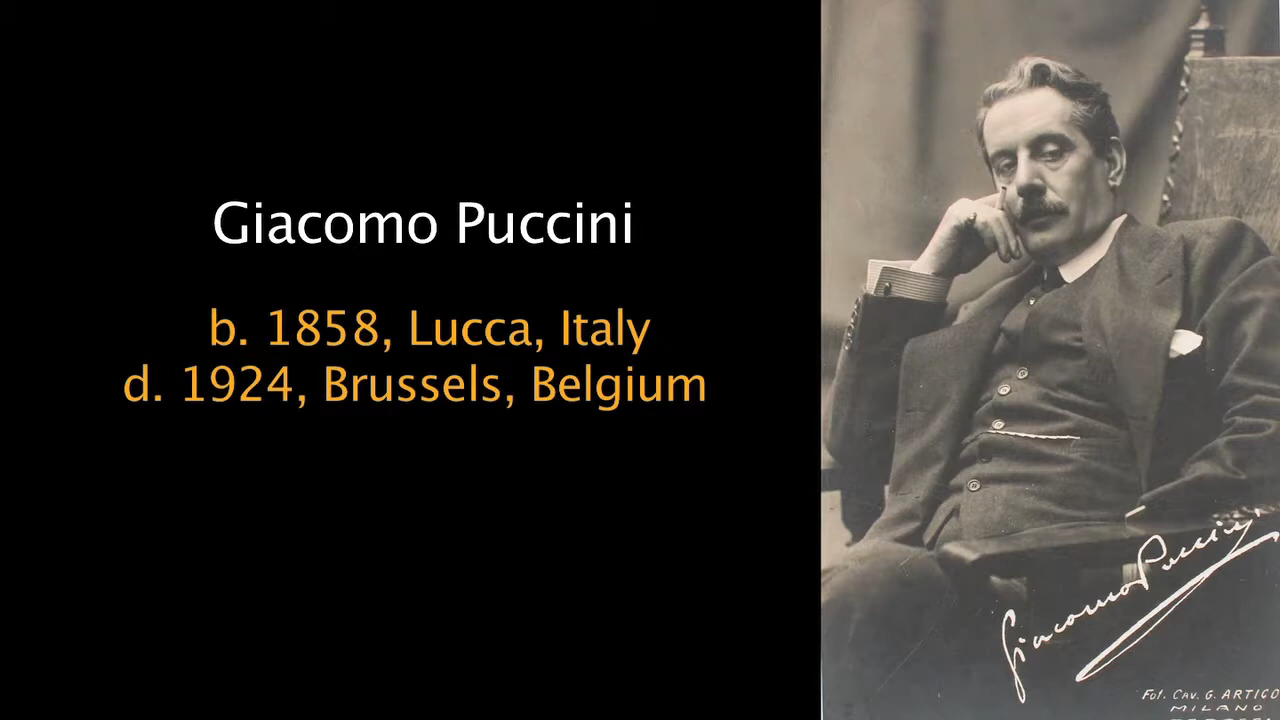 Giacomo Puccini
b. 1858, Lucca, Italy
d. 1924, Brussels, Belgium
Giacomo Puccini
Fot. Cav. G. ARTICO
MILANO